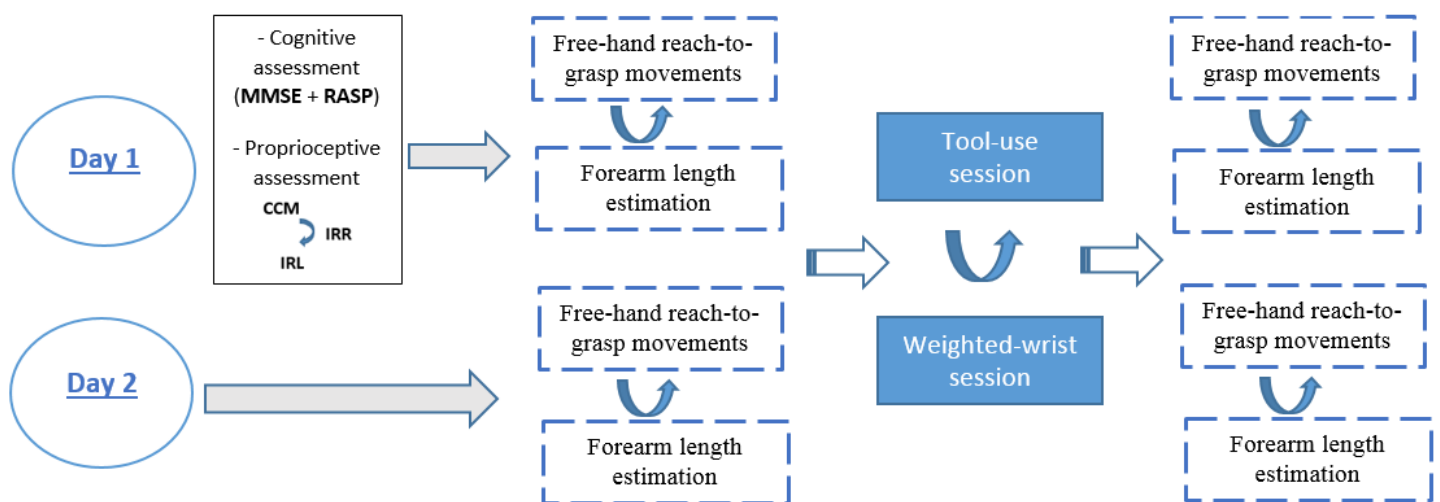 Day 1
- Cognitive
assessment
(MMSE + RASP)
- Proprioceptive
assessment
CCM
IRR
IRL
Free-hand reach-to-
grasp movements
Forearm length
estimation
Tool-use
session
Free-hand reach-to-
grasp movements
Forearm length
estimation
Day 2
Free-hand reach-to-
grasp movements
Forearm length
estimation
Weighted-wrist
session
Free-hand reach-to-
grasp movements
Forearm length
estimation